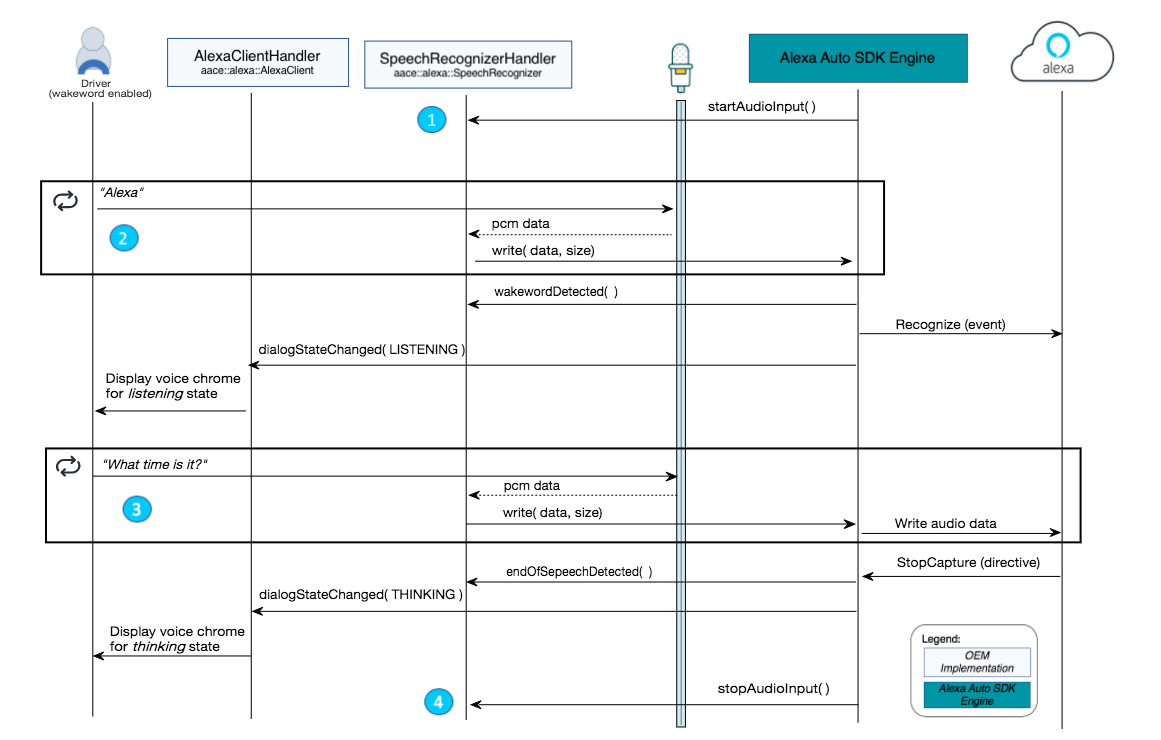 AlexaClientHandler
aace::alexa::AlexaClient
SpeechRecognizerHandler
aace::alexa::SpeechRecognizer
Alexa Auto SDK Engine
alexa
Driver
(wakeword enabled)
startAudioInput( )
1
"Alexa"
2
pcm data
write( data, size)
wakewordDetected( )
Recognize (event)
dialogStateChanged( LISTENING )
Display voice chrome
for listening state
"What time is it?"
3
pcm data
write( data, size)
Write audio data
StopCapture (directive)
endOfSepeechDetected( )
dialogStateChanged( THINKING )
Display voice chrome
for thinking state
Legend:
OEM
Implementation
Alexa Auto SDK
Engine
4
stopAudioInput( )